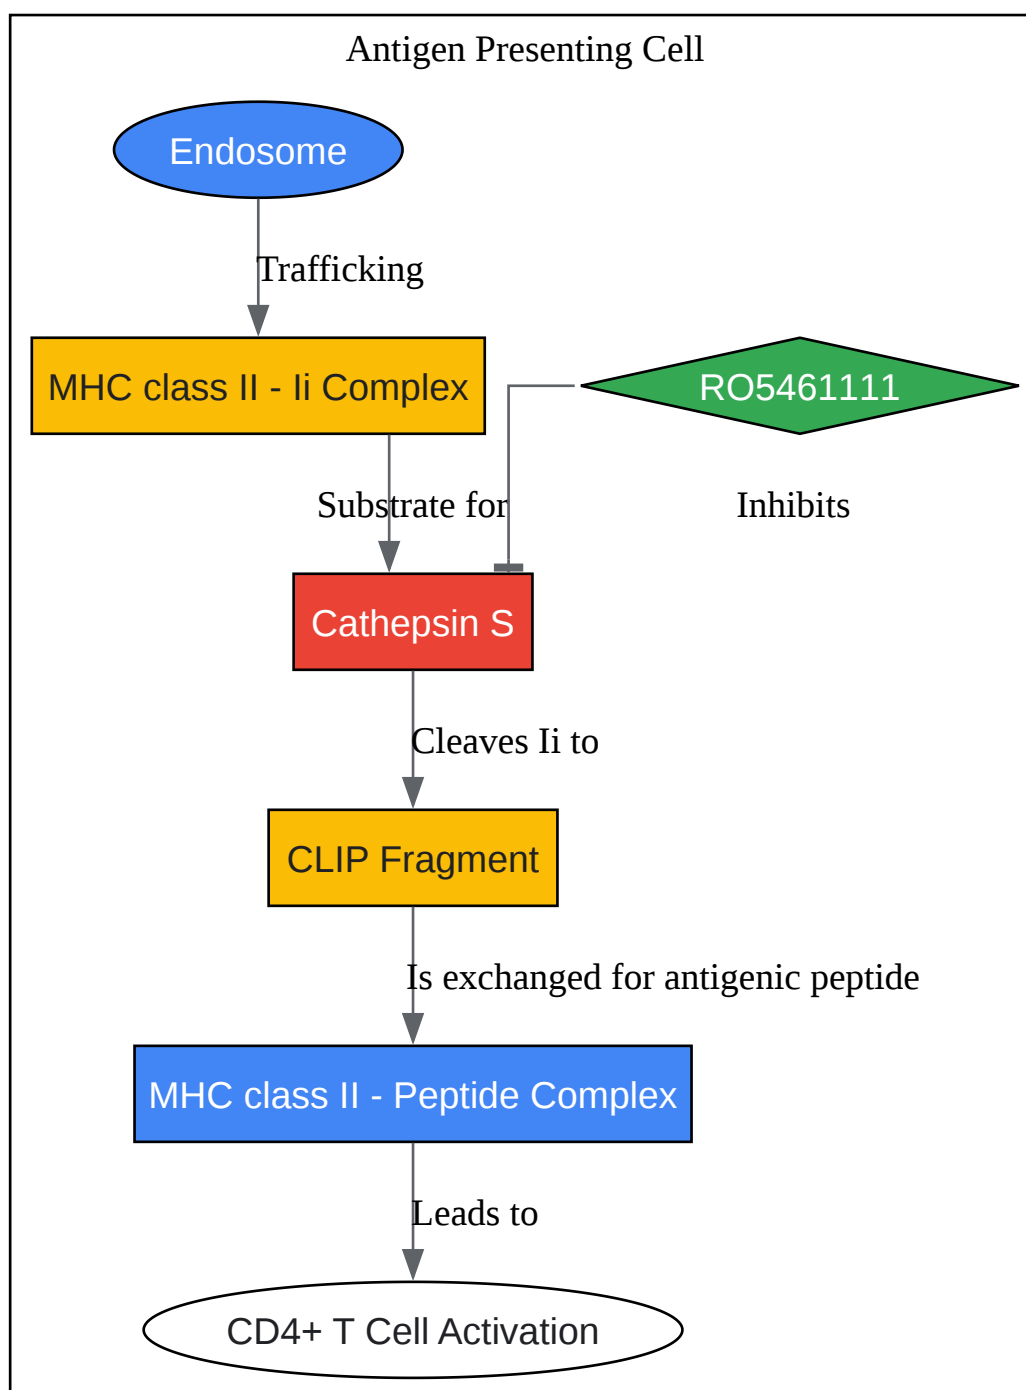 Antigen Presenting Cell
Endosome
Trafficking
MHC class II - Ii Complex
RO5461111
Substrate for
Inhibits
Cathepsin S
Cleaves Ii to
CLIP Fragment
Is exchanged for antigenic peptide
MHC class II - Peptide Complex
Leads to
CD4+ T Cell Activation